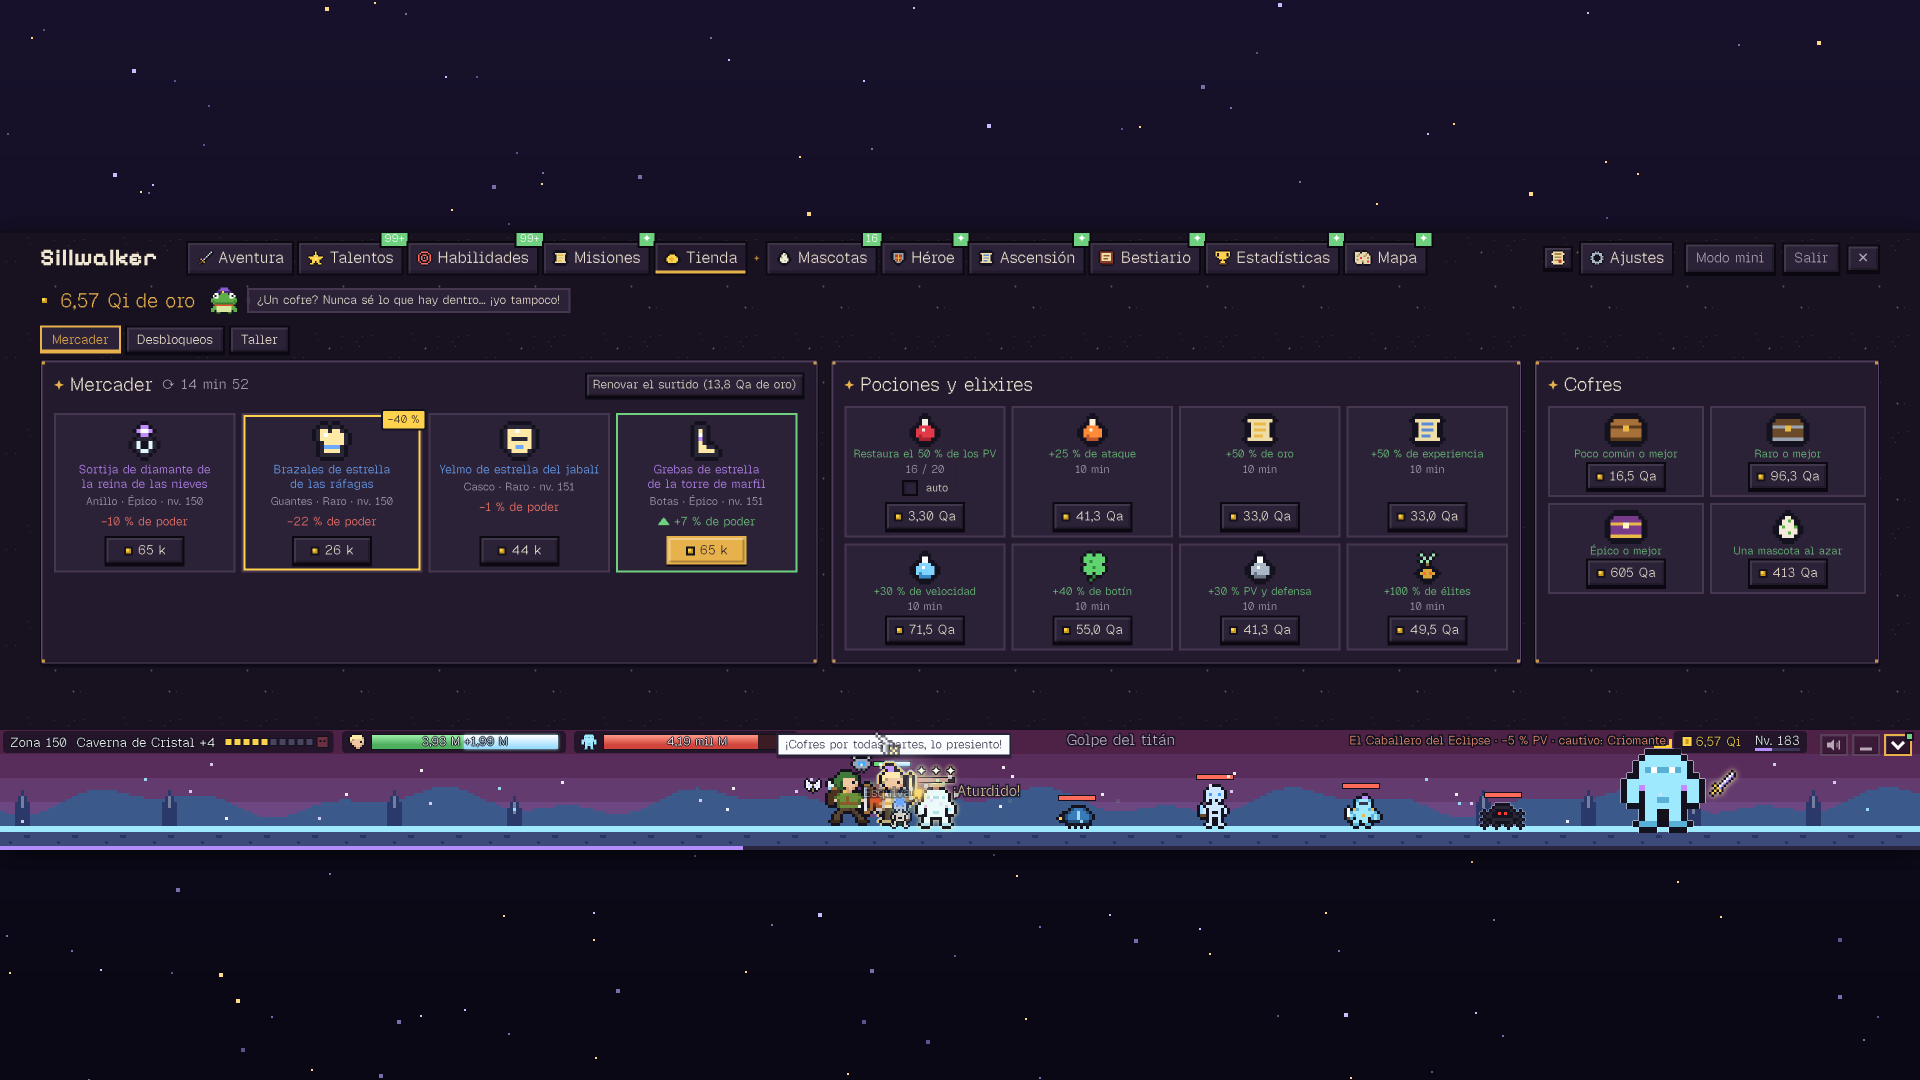 Sillwalker
Aventura
99+
Talentos
99+
Habilidades
Misiones
Tienda
16
Mascotas
Héroe
Ascensión
Bestiario
Estadísticas
Mapa
Ajustes
Modo mini
Salir
6,57 Qi de oro
¿Un cofre? Nunca sé lo que hay dentro... ¡yo tampoco!
Mercader
Desbloqueos
Taller
Mercader
14 min 52
Renovar el surtido (13,8 Qa de oro)
Sortija de diamante de
la reina de las nieves
Anillo · Épico · nv. 150
-10 % de poder
65 k
-40 %
Brazales de estrella
de las ráfagas
Guantes · Raro · nv. 150
-22 % de poder
26 k
Yelmo de estrella del jabalí
Casco · Raro · nv. 151
-1 % de poder
44 k
Grebas de estrella
de la torre de marfil
Botas · Épico · nv. 151
+7 % de poder
65 k
Pociones y elixires
Restaura el 50 % de los PV
16 / 20
auto
3,30 Qa
+25 % de ataque
10 min
41,3 Qa
+50 % de oro
10 min
33,0 Qa
+50 % de experiencia
10 min
33,0 Qa
+30 % de velocidad
10 min
71,5 Qa
+40 % de botín
10 min
55,0 Qa
+30 % PV y defensa
10 min
41,3 Qa
+100 % de élites
10 min
49,5 Qa
Cofres
Poco común o mejor
16,5 Qa
Raro o mejor
96,3 Qa
Épico o mejor
605 Qa
Una mascota al azar
413 Qa
Zona 150
Caverna de Cristal +4
3,93 M +1,99 M
4,19 mil M
¡Cofres por todas partes, lo presiento!
Golpe del titán
El Caballero del Eclipse · -5 % PV · cautivo: Criomante
6,57 Qi
Nv. 183
¡Aturdido!